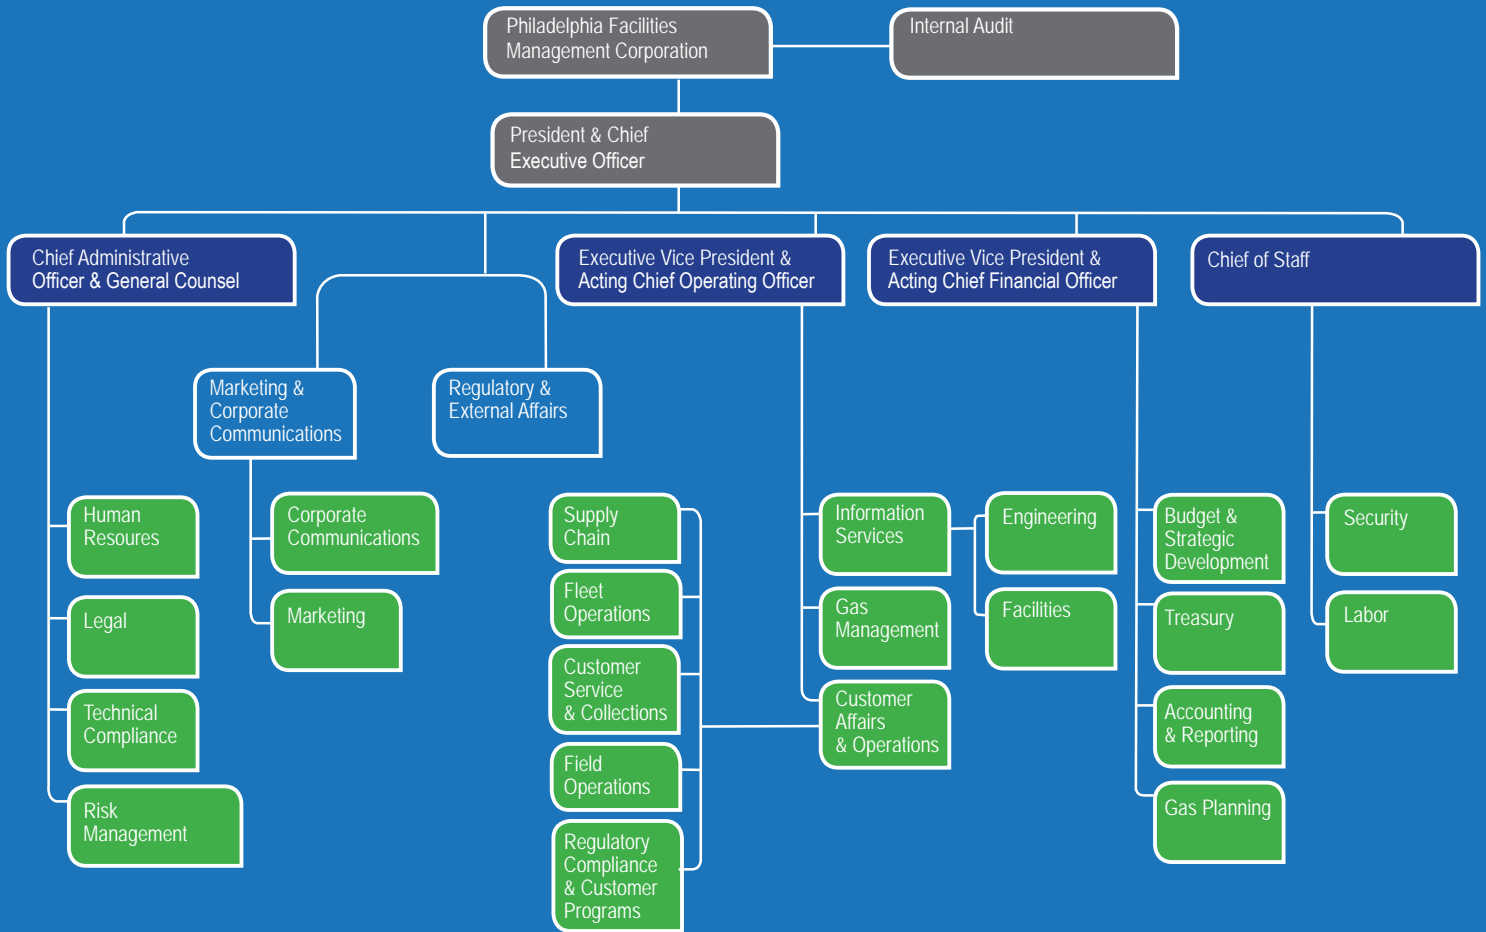 Philadelphia Facilities
Management Corporation
Internal Audit
President & Chief
Executive Officer
Chief Administrative
Officer & General Counsel
Executive Vice President &
Acting Chief Operating Officer
Executive Vice President &
Acting Chief Financial Officer
Chief of Staff
Marketing &
Corporate
Communications
Regulatory &
External Affairs
Human
Resoures
Legal
Technical
Compliance
Risk
Management
Corporate
Communications
Marketing
Supply
Chain
Fleet
Operations
Customer
Service
& Collections
Field
Operations
Regulatory
Compliance
& Customer
Programs
Information
Services
Gas
Management
Customer
Affairs
& Operations
Engineering
Facilities
Budget &
Strategic
Development
Treasury
Accounting
& Reporting
Gas Planning
Security
Labor